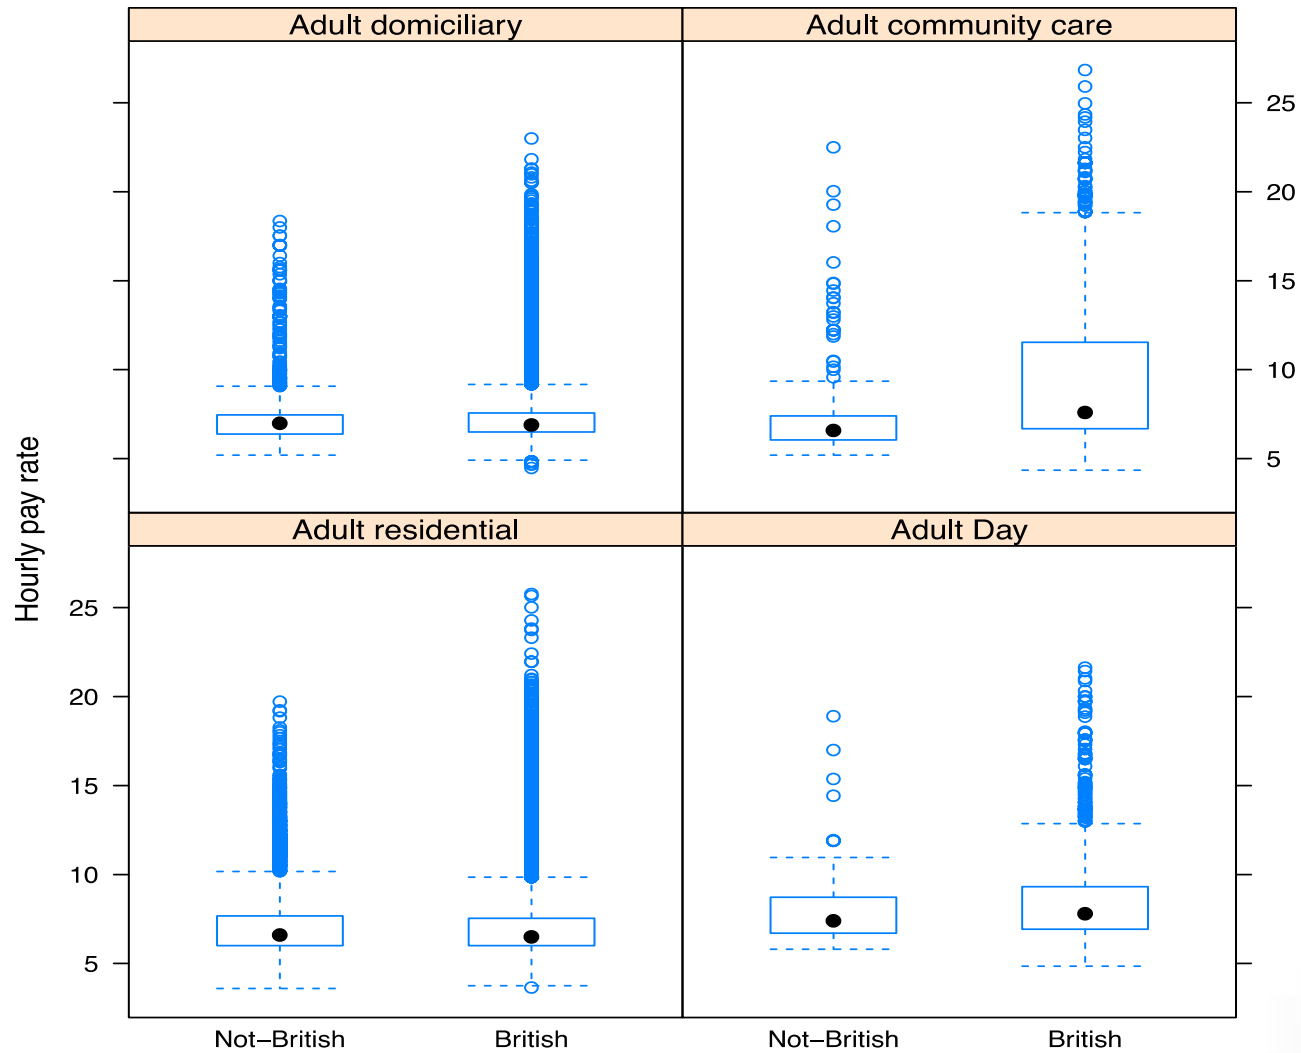 Adult domiciliary
Adult community care
25
20
15
10
5
Hourly pay rate
Adult residential
Adult Day
25
20
15
10
5
Not–British
British
Not–British
British